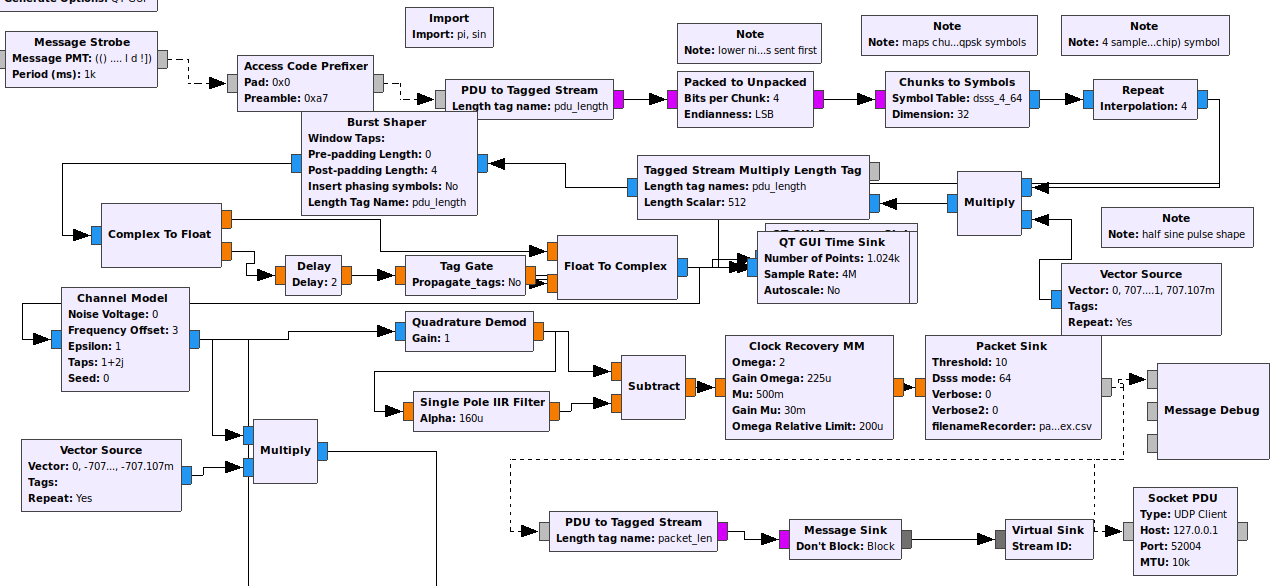 Generate Options: QT GUI
Import
Import: pi, sin
Message Strobe
Message PMT: (() .... l d !])
Period (ms): 1k
Access Code Prefixer
Pad: 0x0
Preamble: 0xa7
PDU to Tagged Stream
Length tag name: pdu_length
Note
Note: lower ni...s sent first
Packed to Unpacked
Bits per Chunk: 4
Endianness: LSB
Note
Note: maps chu...qpsk symbols
Chunks to Symbols
Symbol Table: dsss_4_64
Dimension: 32
Note
Note: 4 sample...chip) symbol
Repeat
Interpolation: 4
Burst Shaper
Window Taps:
Pre-padding Length: 0
Post-padding Length: 4
Insert phasing symbols: No
Length Tag Name: pdu_length
Tagged Stream Multiply Length Tag
Length tag names: pdu_length
Length Scalar: 512
Multiply
Note
Note: half sine pulse shape
Vector Source
Vector: 0, 707....1, 707.107m
Tags:
Repeat: Yes
Complex To Float
Delay
Delay: 2
Tag Gate
Propagate_tags: No
Float To Complex
QT GUI Time Sink
Number of Points: 1.024k
Sample Rate: 4M
Autoscale: No
Channel Model
Noise Voltage: 0
Frequency Offset: 3
Epsilon: 1
Taps: 1+2j
Seed: 0
Quadrature Demod
Gain: 1
Single Pole IIR Filter
Alpha: 160u
Subtract
Clock Recovery MM
Omega: 2
Gain Omega: 225u
Mu: 500m
Gain Mu: 30m
Omega Relative Limit: 200u
Packet Sink
Threshold: 10
Dsss mode: 64
Verbose: 0
Verbose2: 0
filenameRecorder: pa...ex.csv
Message Debug
Vector Source
Vector: 0, -707..., -707.107m
Tags:
Repeat: Yes
Multiply
PDU to Tagged Stream
Length tag name: packet_len
Message Sink
Don't Block: Block
Virtual Sink
Stream ID:
Socket PDU
Type: UDP Client
Host: 127.0.0.1
Port: 52004
MTU: 10k